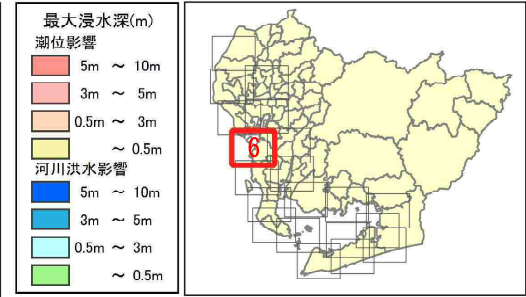 最大浸水深(m)
潮位影響
5m ～ 10m
3m ～ 5m
0.5m ～ 3m
～ 0.5m
河川洪水影響
5m ～ 10m
3m ～ 5m
0.5m ～ 3m
～ 0.5m
6